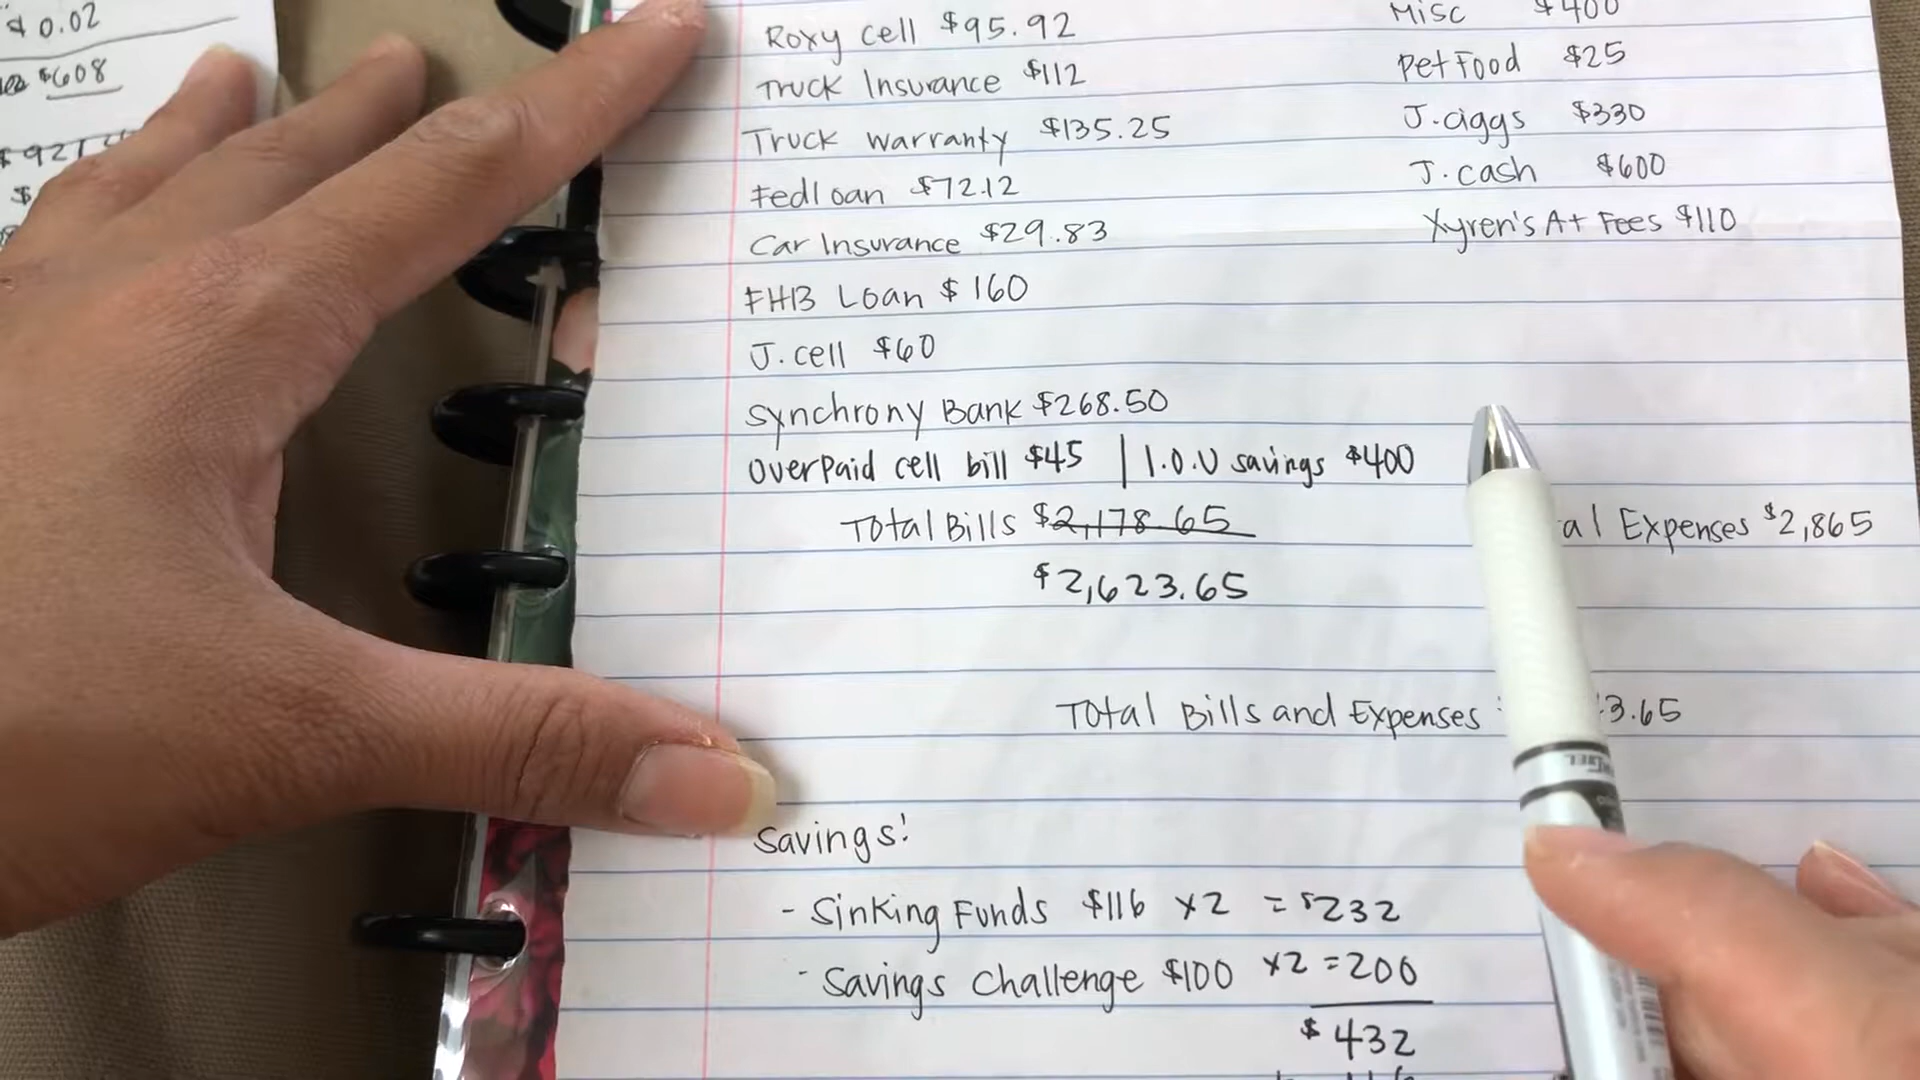 $0.02
$608
Roxy cell $95.92
Truck Insurance $112
Truck Warranty $135.25
Fedloan $72.12
Car Insurance $29.83
FHB Loan $160
J. cell $60
Synchrony Bank $268.50
Overpaid cell bill $45 | I.O.U savings $400
Total Bills $2,178.65
$2,623.65
Misc $400
Pet Food $25
J. aggs $330
J. cash $600
Xyren's A+ Fees $110
al Expenses $2,865
Total Bills and Expenses 3.65
Savings!
- Sinking Funds $116 x2 = $232
- Savings Challenge $100 x2 = 200
$432